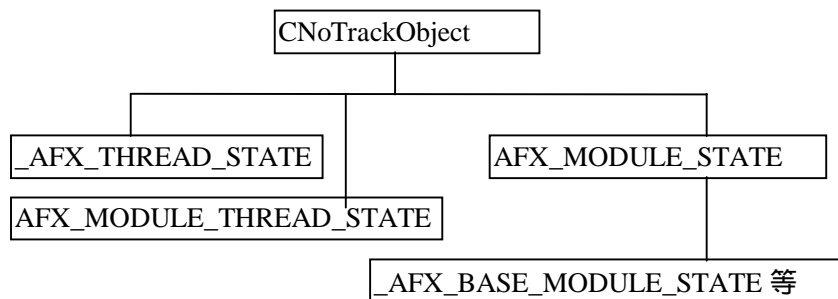 CNoTrackObject
_AFX_THREAD_STATE
AFX_MODULE_STATE
AFX_MODULE_THREAD_STATE
_AFX_BASE_MODULE_STATE 等